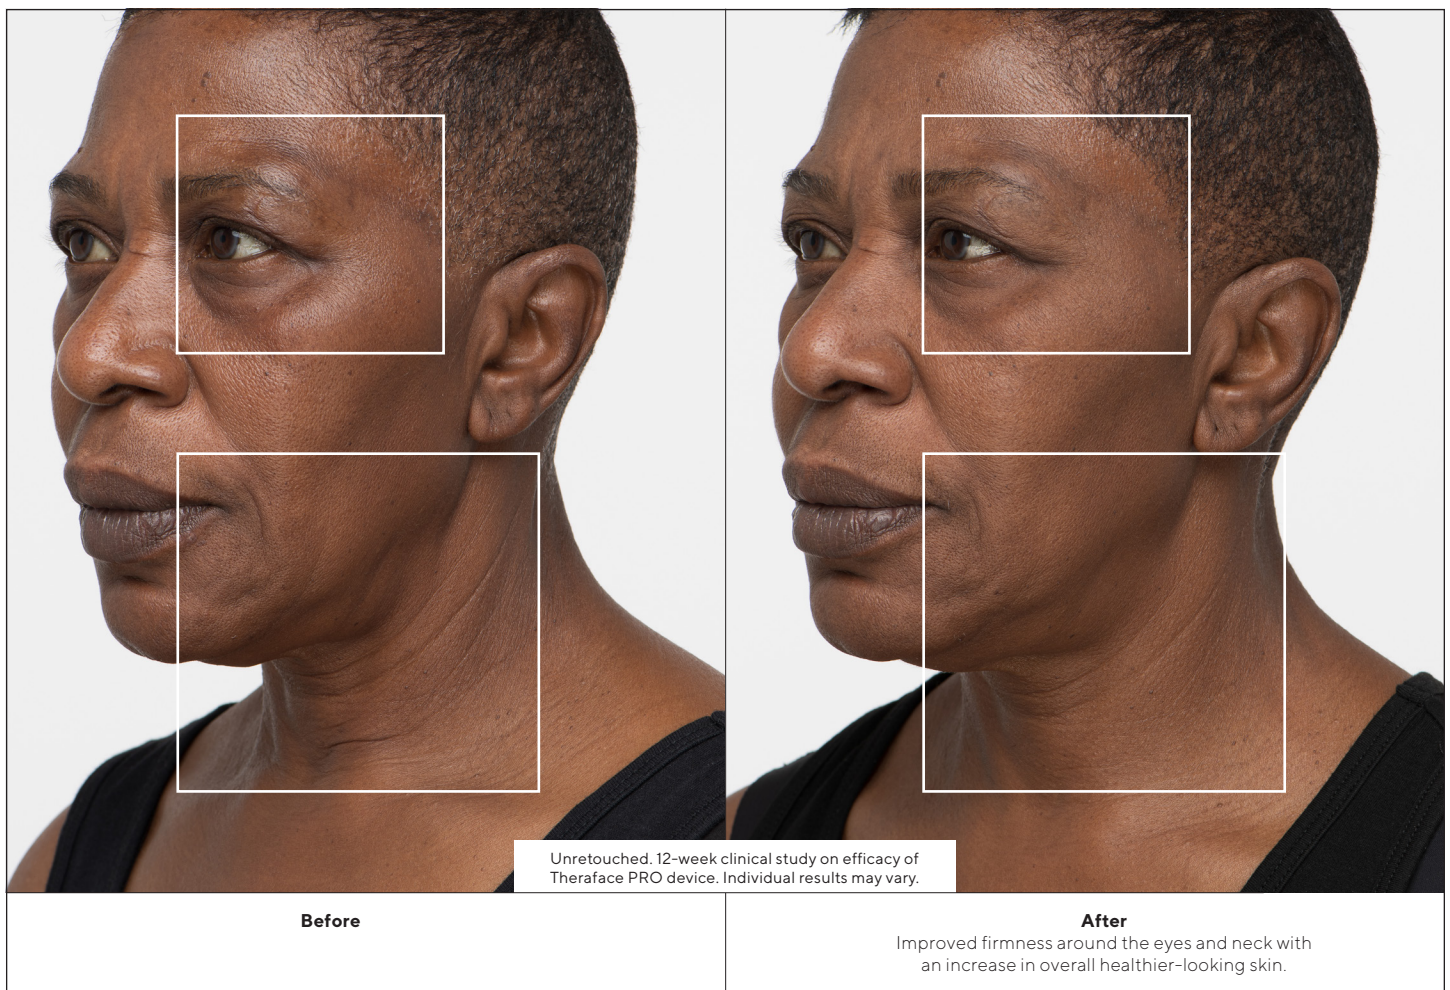 Unretouched. 12-week clinical study on efficacy of
Theraface PRO device. Individual results may vary.
Before
After
Improved firmness around the eyes and neck with
an increase in overall healthier-looking skin.